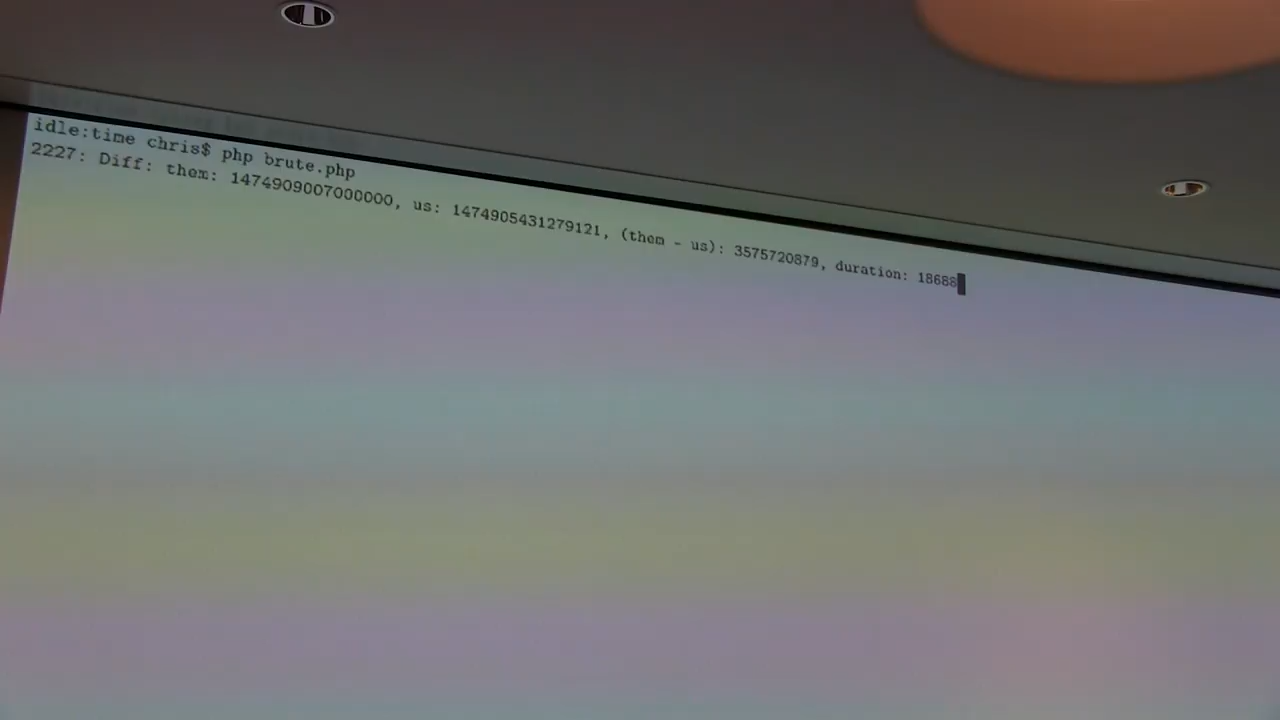 idle:time chris$ php brute.php
2227: Diff: them: 1474909007000000, us: 1474905431279121, (them - us): 3575720879, duration: 18688